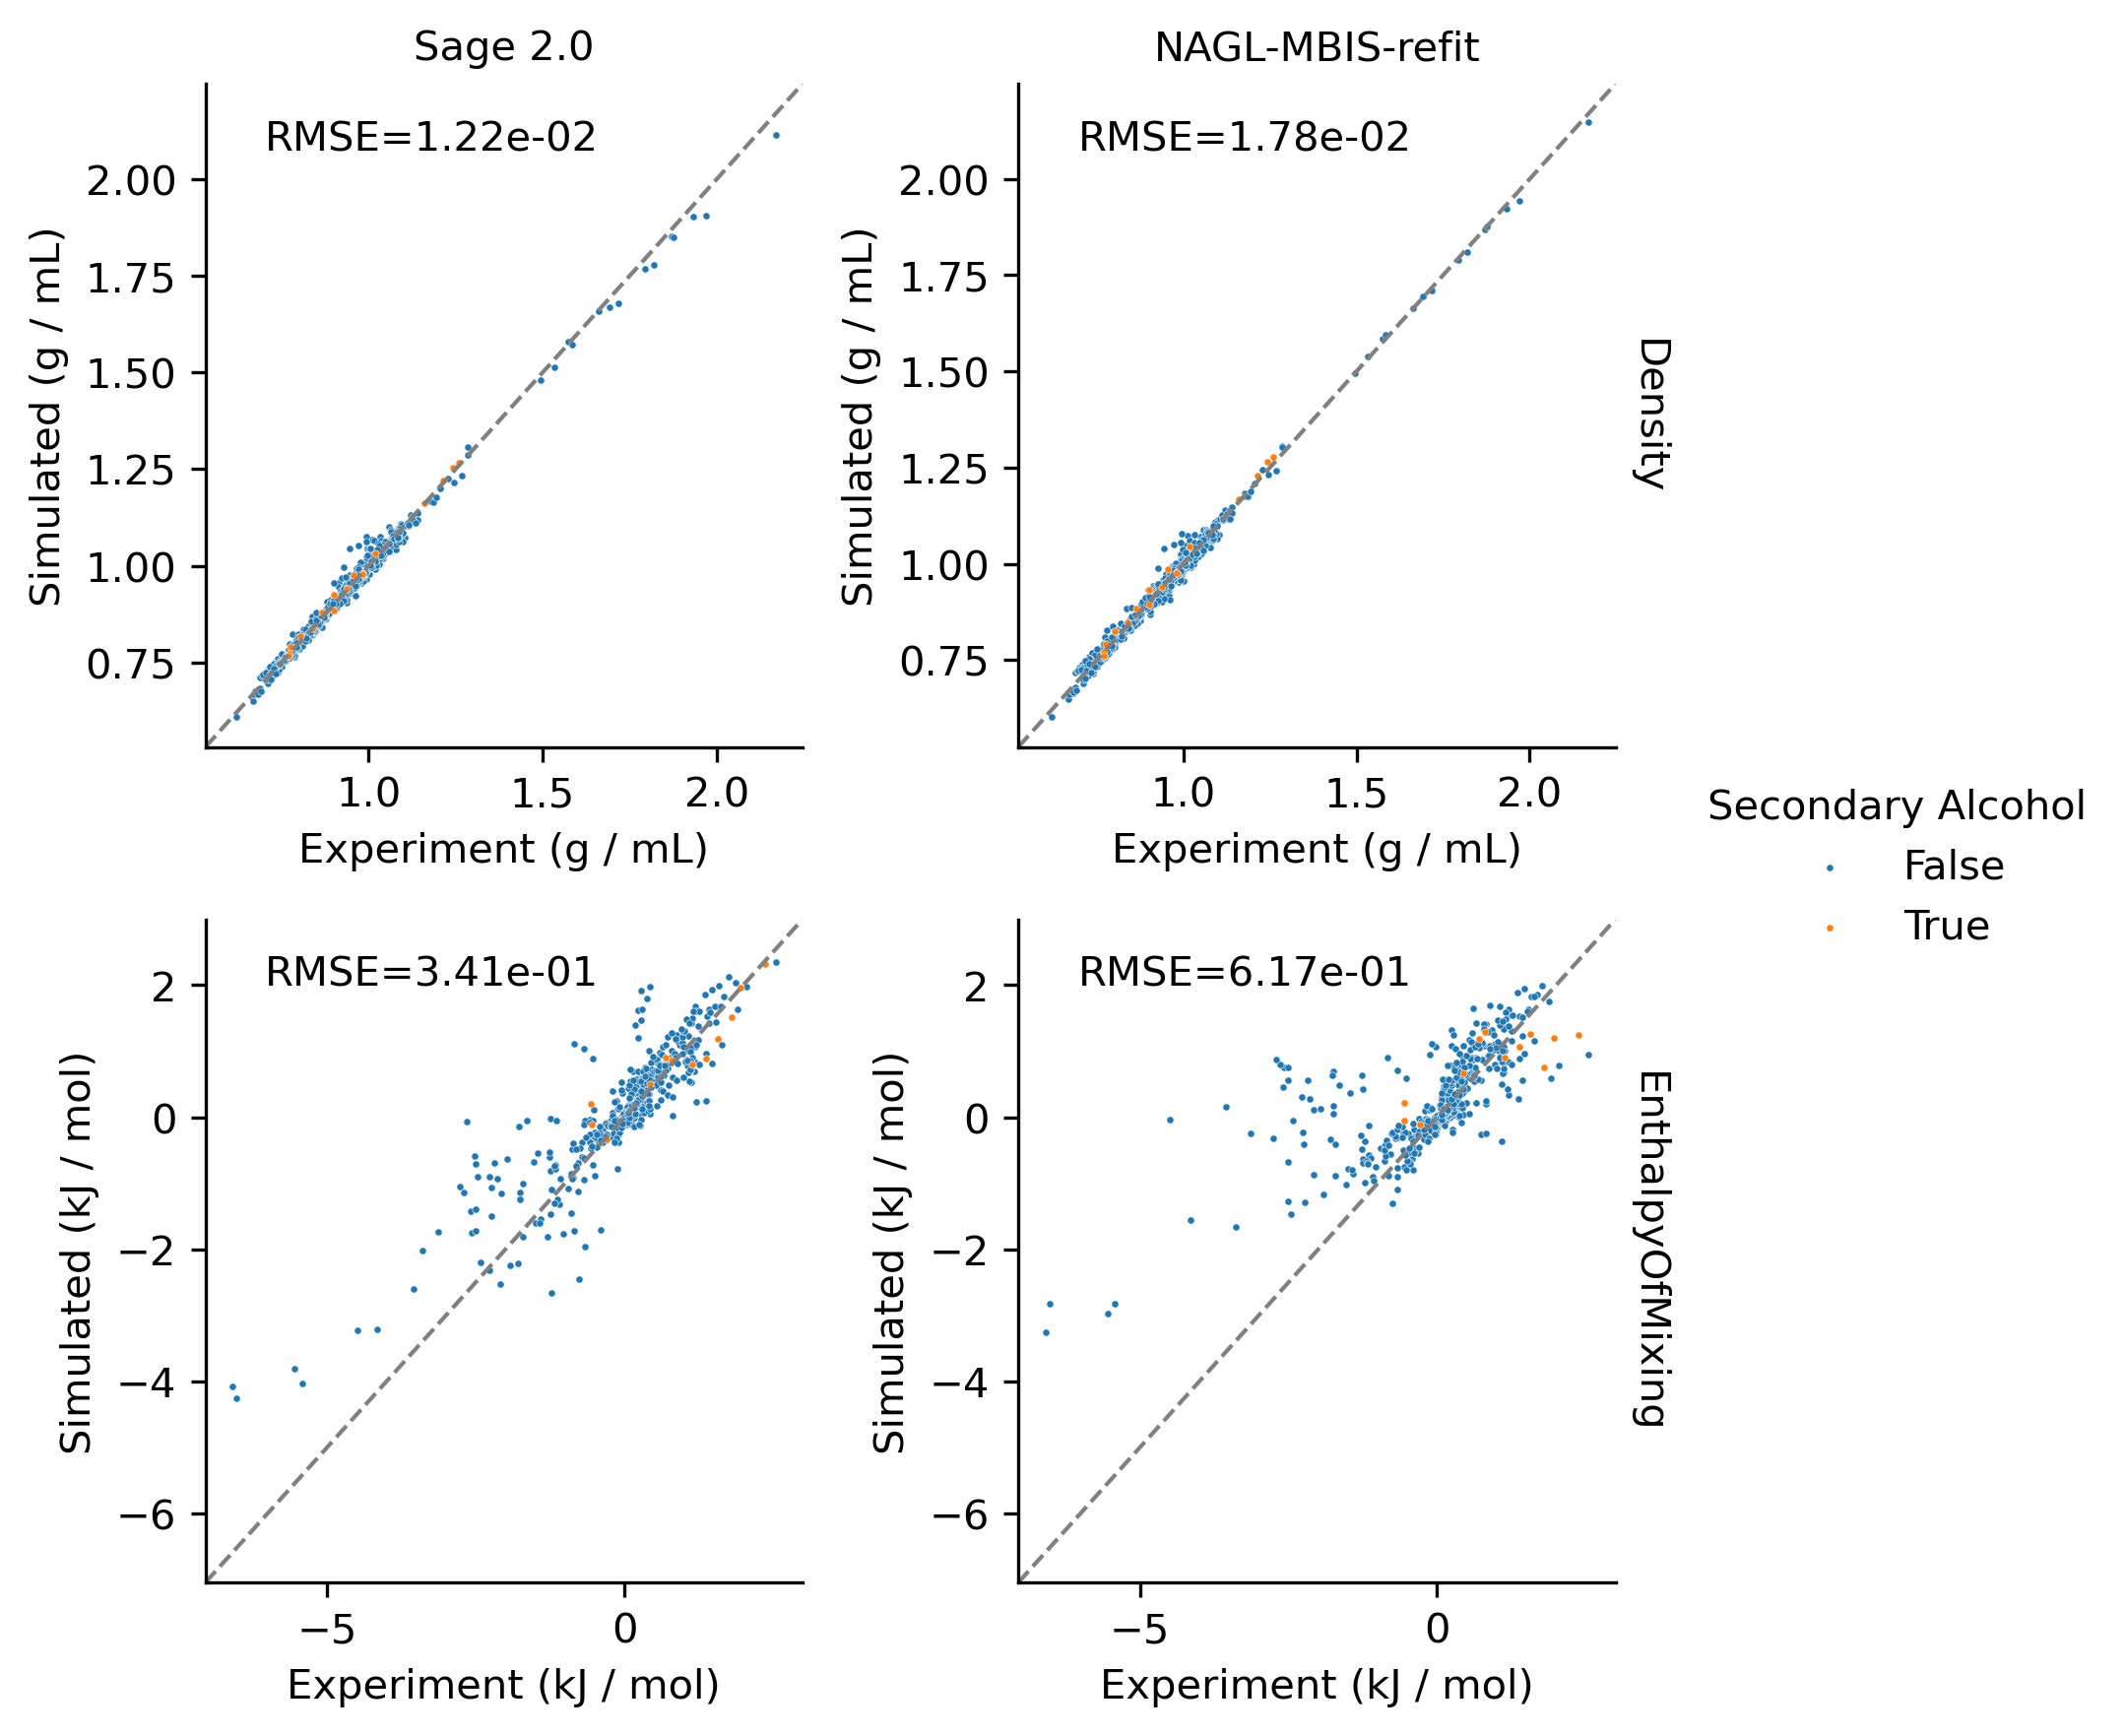 Sage 2.0
NAGL-MBIS-refit
RMSE=1.22e-02
RMSE=1.78e-02
Simulated (g / mL)
2.00
1.75
1.50
1.25
1.00
0.75
1.0 1.5 2.0
Experiment (g / mL)
Simulated (g / mL)
2.00
1.75
1.50
1.25
1.00
0.75
1.0 1.5 2.0
Experiment (g / mL)
Density
Secondary Alcohol
False
True
RMSE=3.41e-01
RMSE=6.17e-01
Simulated (kJ / mol)
2
0
−2
−4
−6
−5 0
Experiment (kJ / mol)
Simulated (kJ / mol)
2
0
−2
−4
−6
−5 0
Experiment (kJ / mol)
EnthalpyOfMixing